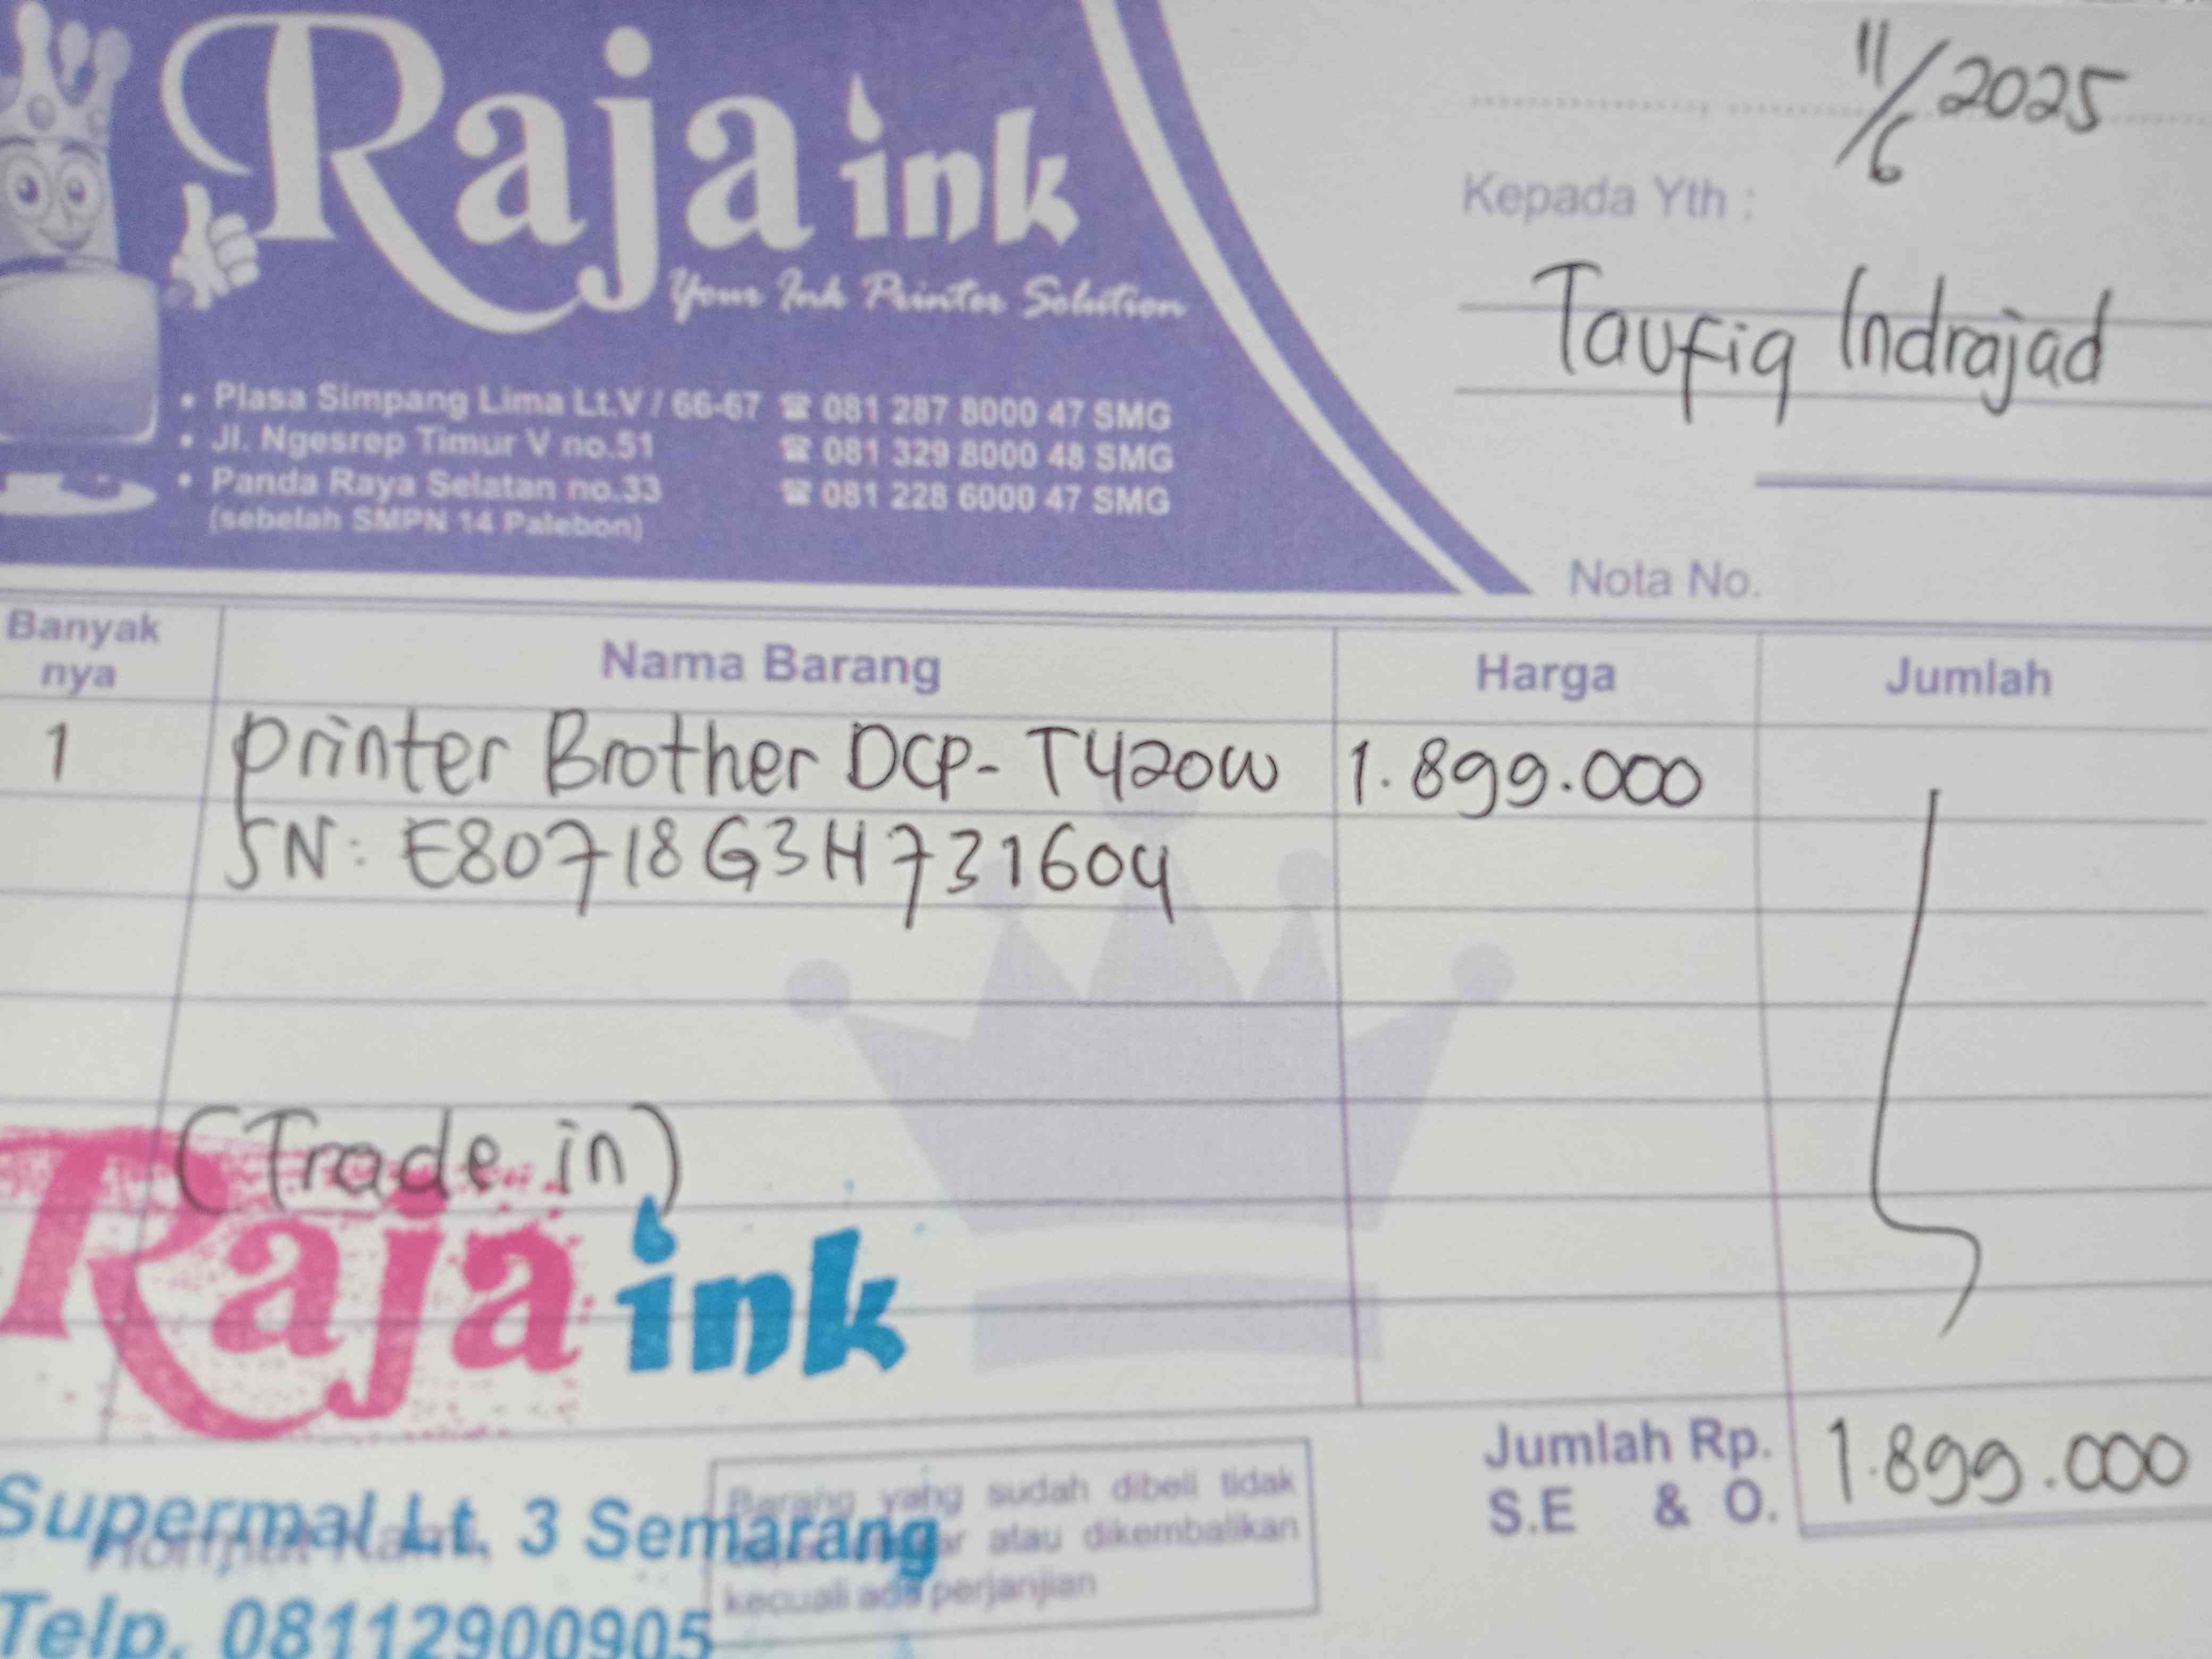 Raja ink
Your Ink Printer Solution
• Plasa Simpang Lima Lt.V / 66-67 ☎ 081 287 8000 47 SMG
• Jl. Ngesrep Timur V no.51 ☎ 081 329 8000 48 SMG
• Panda Raya Selatan no.33 ☎ 081 228 6000 47 SMG
(sebelah SMPN 14 Palebon)
11/6 2025
Kepada Yth :
Taufiq Indrajad
Nota No.
Banyak nya Nama Barang Harga Jumlah
1 Printer Brother DCP-T420W 1.899.000
SN: E80718G3H731604
(Trade in)
Raja ink
Supermal Lt. 3 Semarang
Telp. 08112900905
Barang yang sudah dibeli tidak
atau dikembalikan
kecuali ada perjanjian
Jumlah Rp. 1.899.000
S.E & O.